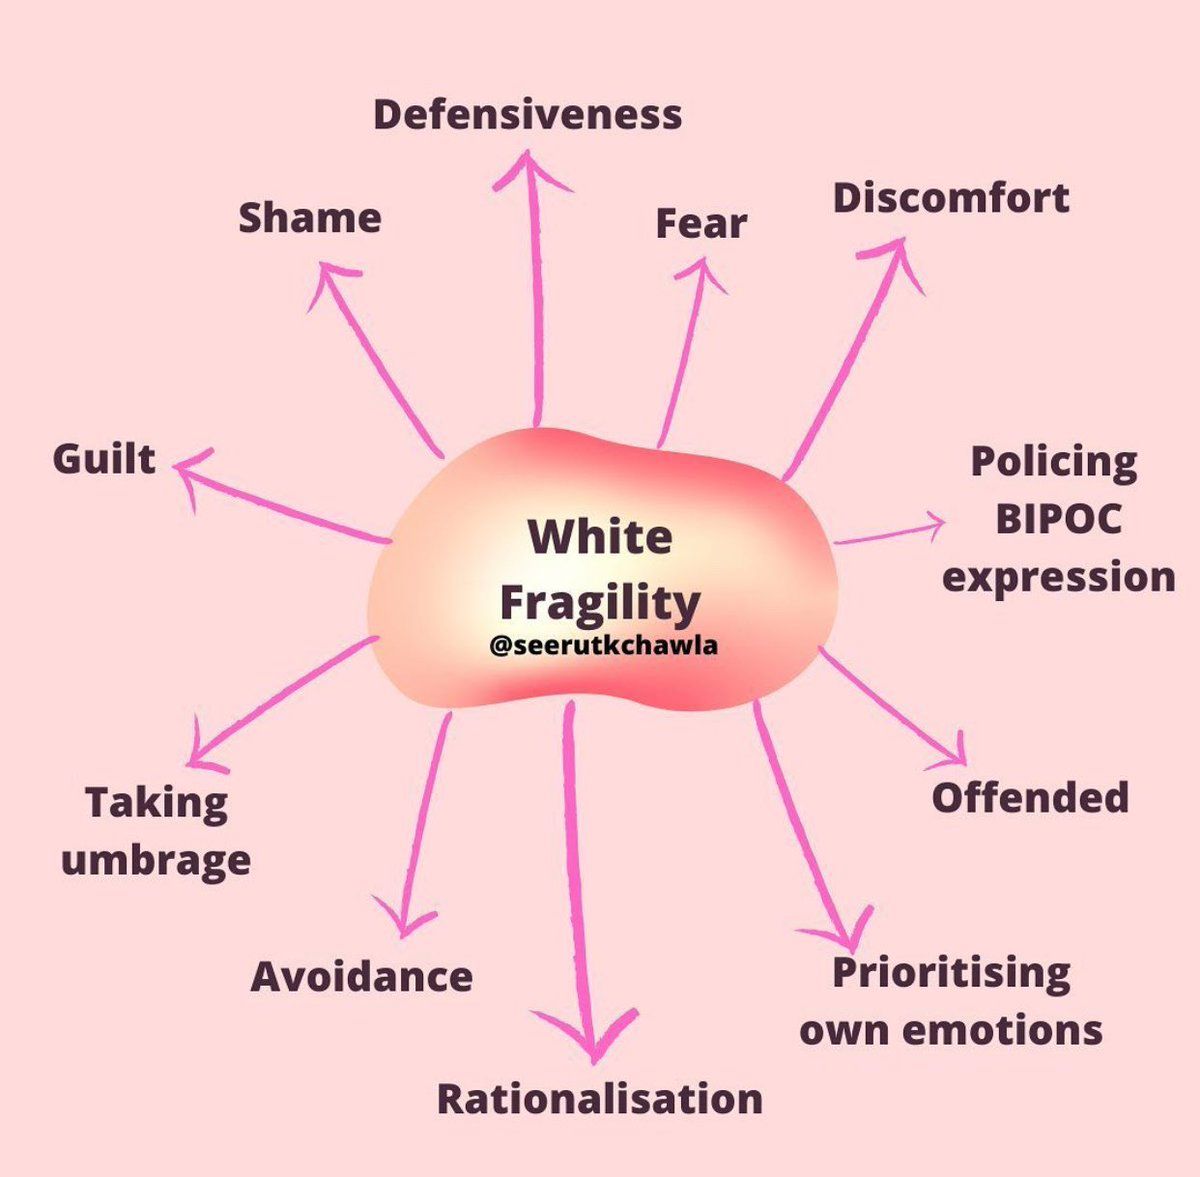 Defensiveness
Shame
Fear
Discomfort
Guilt
Policing
BIPOC
expression
White
Fragility
@seerutkchawla
Taking
umbrage
Offended
Avoidance
Prioritising
own emotions
Rationalisation